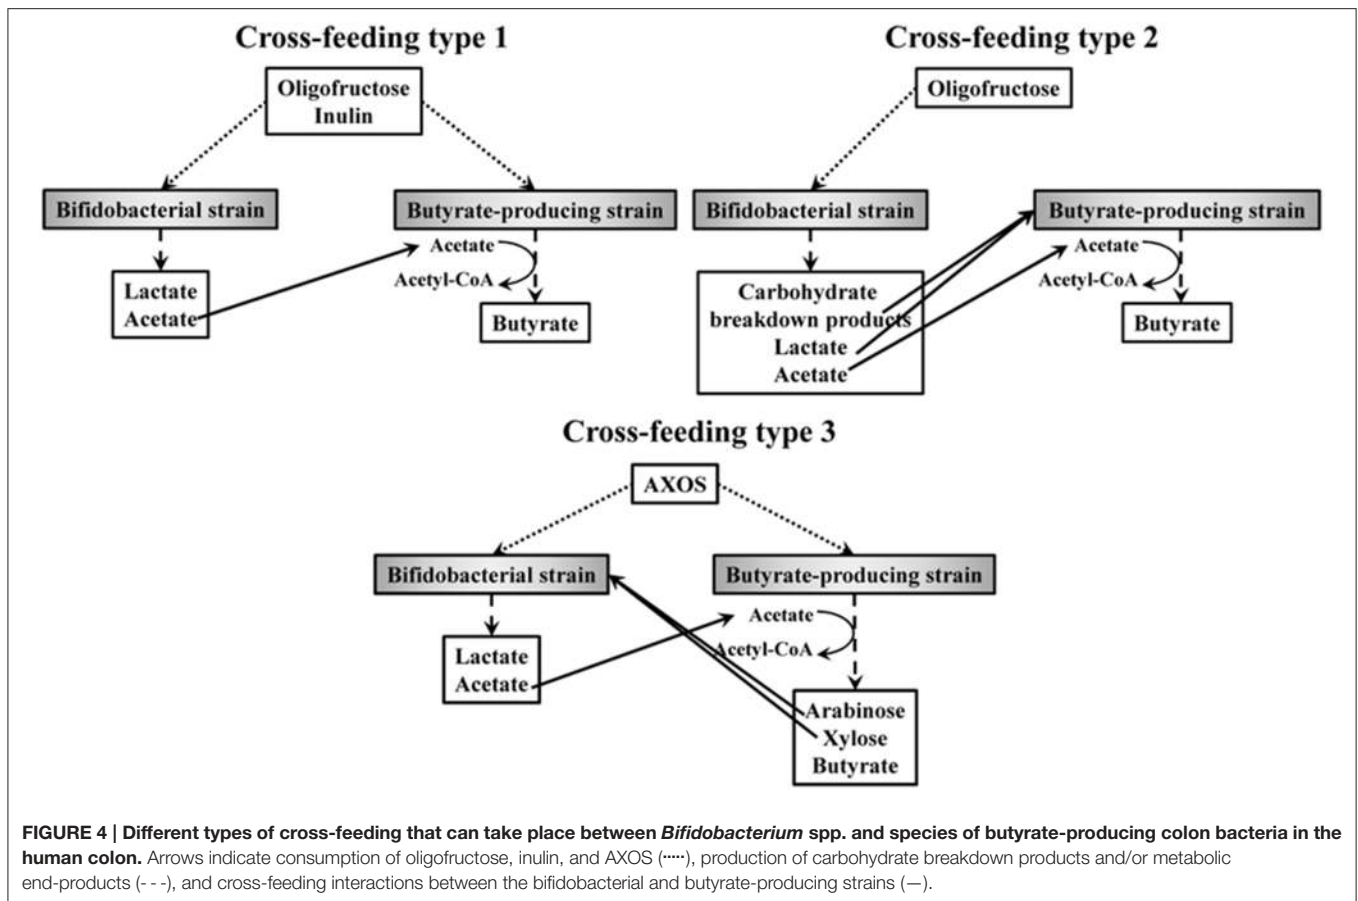 Cross-feeding type 1
Oligofructose
Inulin
Bifidobacterial strain
Butyrate-producing strain
Lactate
Acetate
Acetate
Acetyl-CoA
Butyrate
Cross-feeding type 2
Oligofructose
Bifidobacterial strain
Butyrate-producing strain
Carbohydrate
breakdown products
Lactate
Acetate
Acetate
Acetyl-CoA
Butyrate
Cross-feeding type 3
AXOS
Bifidobacterial strain
Butyrate-producing strain
Lactate
Acetate
Acetate
Acetyl-CoA
Arabinose
Xylose
Butyrate
FIGURE 4 | Different types of cross-feeding that can take place between Bifidobacterium spp. and species of butyrate-producing colon bacteria in the
human colon. Arrows indicate consumption of oligofructose, inulin, and AXOS (·····), production of carbohydrate breakdown products and/or metabolic
end-products (- - -), and cross-feeding interactions between the bifidobacterial and butyrate-producing strains (—).